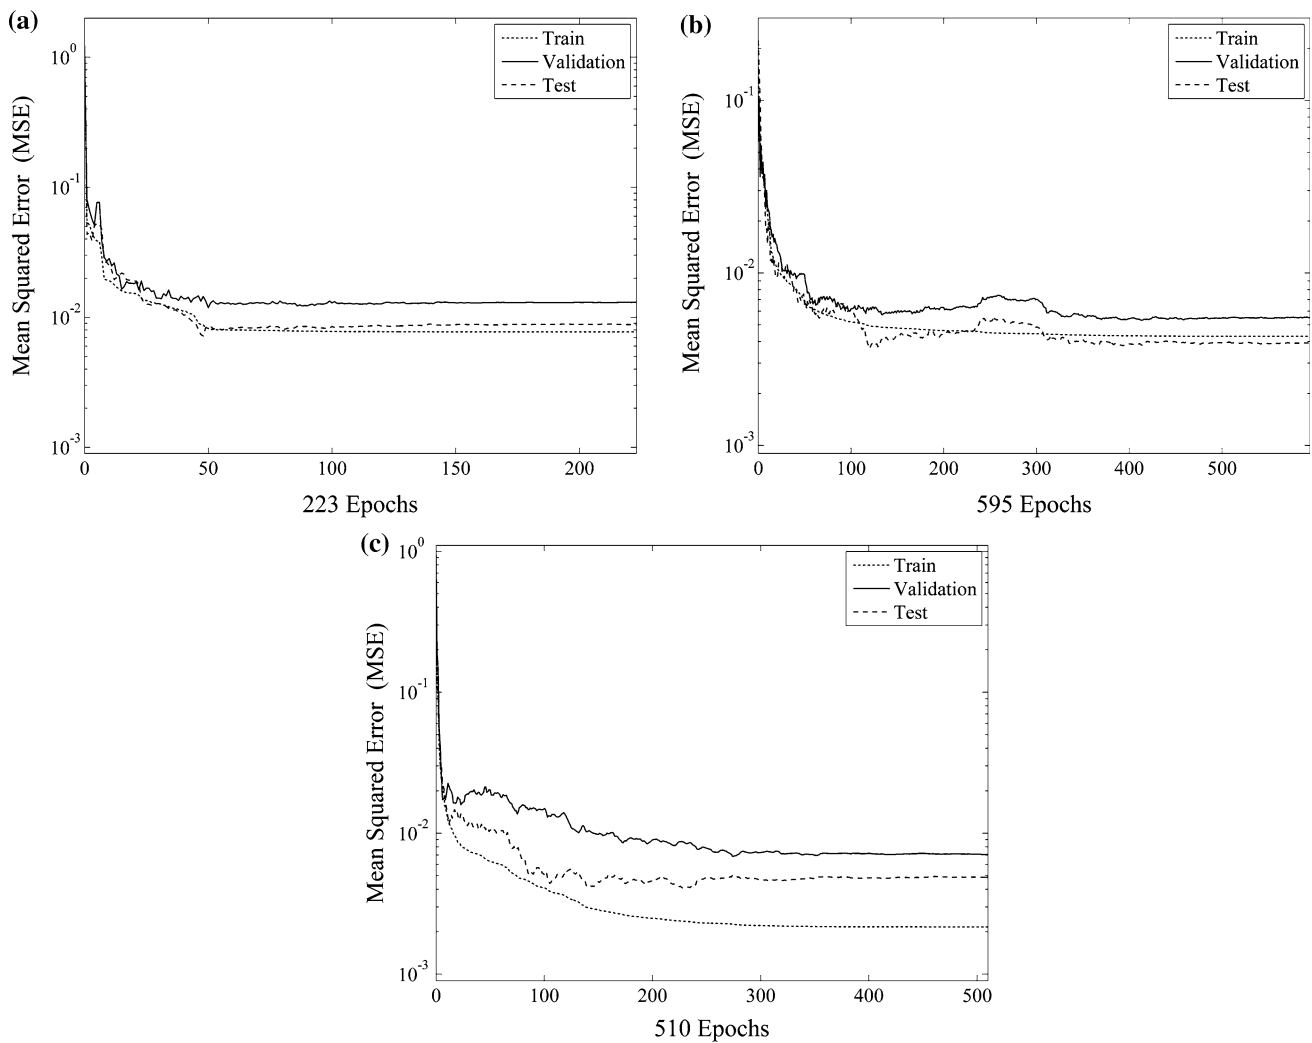 (a)
Mean Squared Error (MSE)
10^0
10^-1
10^-2
10^-3
Train
Validation
Test
0 50 100 150 200
223 Epochs
(b)
Mean Squared Error (MSE)
10^-1
10^-2
10^-3
Train
Validation
Test
0 100 200 300 400 500
595 Epochs
(c)
Mean Squared Error (MSE)
10^0
10^-1
10^-2
10^-3
Train
Validation
Test
0 100 200 300 400 500
510 Epochs